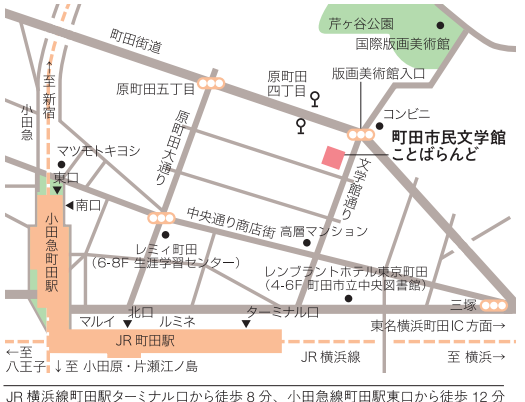 芹ヶ谷公園
国際版画美術館
町田街道
版画美術館入口
原町田
四丁目
原町田五丁目
コンビニ
町田市民文学館
ことばらんど
文学館通り
←至新宿
小田急
原町田大通り
マツモトキヨシ
東口
南口
小田急町田駅
中央通り商店街
高層マンション
レミィ町田
(6-8F 生涯学習センター)
レンブラントホテル東京町田
(4-6F 町田市立中央図書館)
三塚
北口
マルイ
ルミネ
ターミナル口
JR 町田駅
東名横浜町田IC方面→
←至
八王子
↓至 小田原・片瀬江ノ島
JR 横浜線
至 横浜→
JR 横浜線町田駅ターミナル口から徒歩 8 分、小田急線町田駅東口から徒歩 12 分